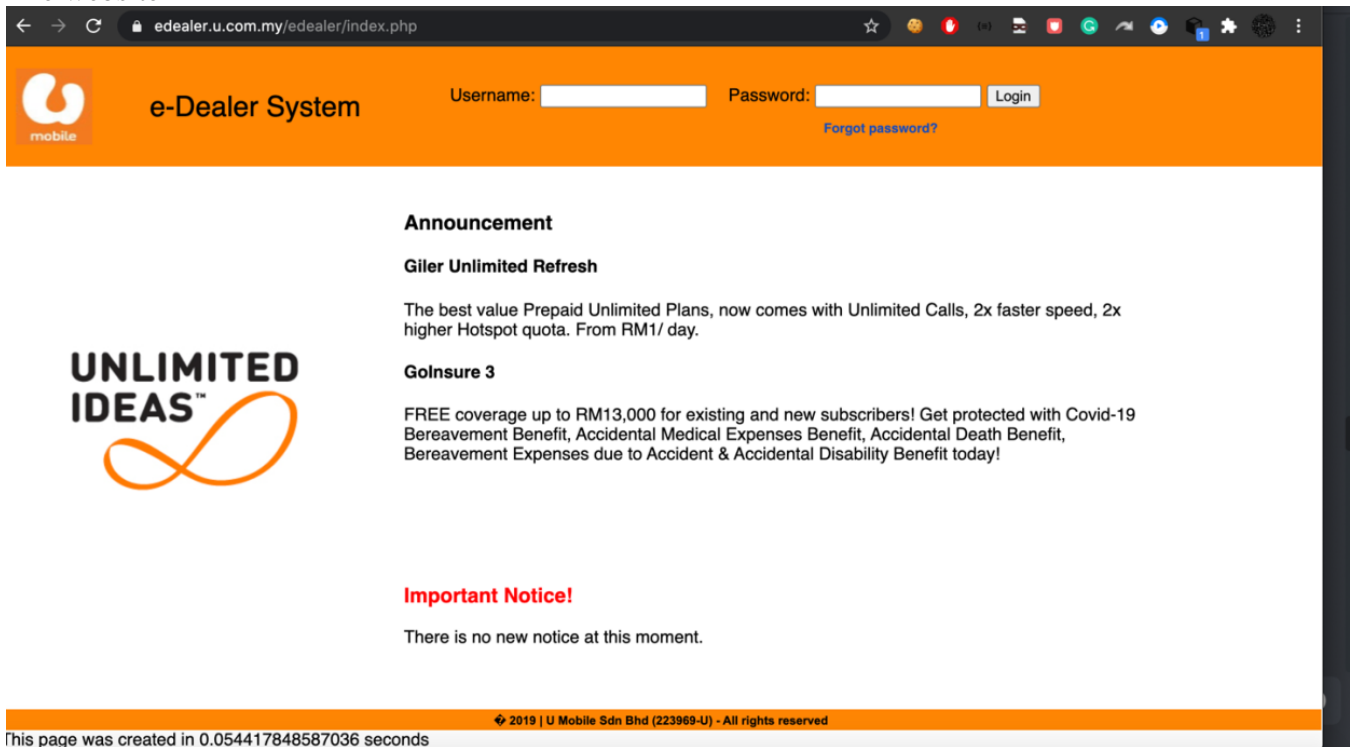 edealer.u.com.my/edealer/index.php
1
mobile
e-Dealer System
Username:
Password:
Login
Forgot password?
Announcement
Giler Unlimited Refresh
The best value Prepaid Unlimited Plans, now comes with Unlimited Calls, 2x faster speed, 2x
higher Hotspot quota. From RM1/ day.
UNLIMITED
IDEAS™
GoInsure 3
FREE coverage up to RM13,000 for existing and new subscribers! Get protected with Covid-19
Bereavement Benefit, Accidental Medical Expenses Benefit, Accidental Death Benefit,
Bereavement Expenses due to Accident & Accidental Disability Benefit today!
Important Notice!
There is no new notice at this moment.
� 2019 | U Mobile Sdn Bhd (223969-U) - All rights reserved
This page was created in 0.054417848587036 seconds